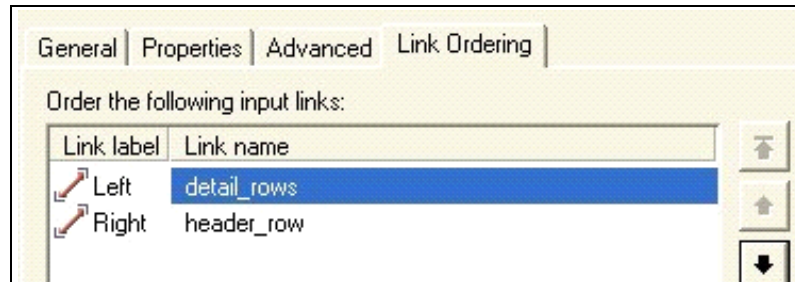 General Properties Advanced Link Ordering
Order the following input links:
Link label Link name
Left detail_rows
Right header_row